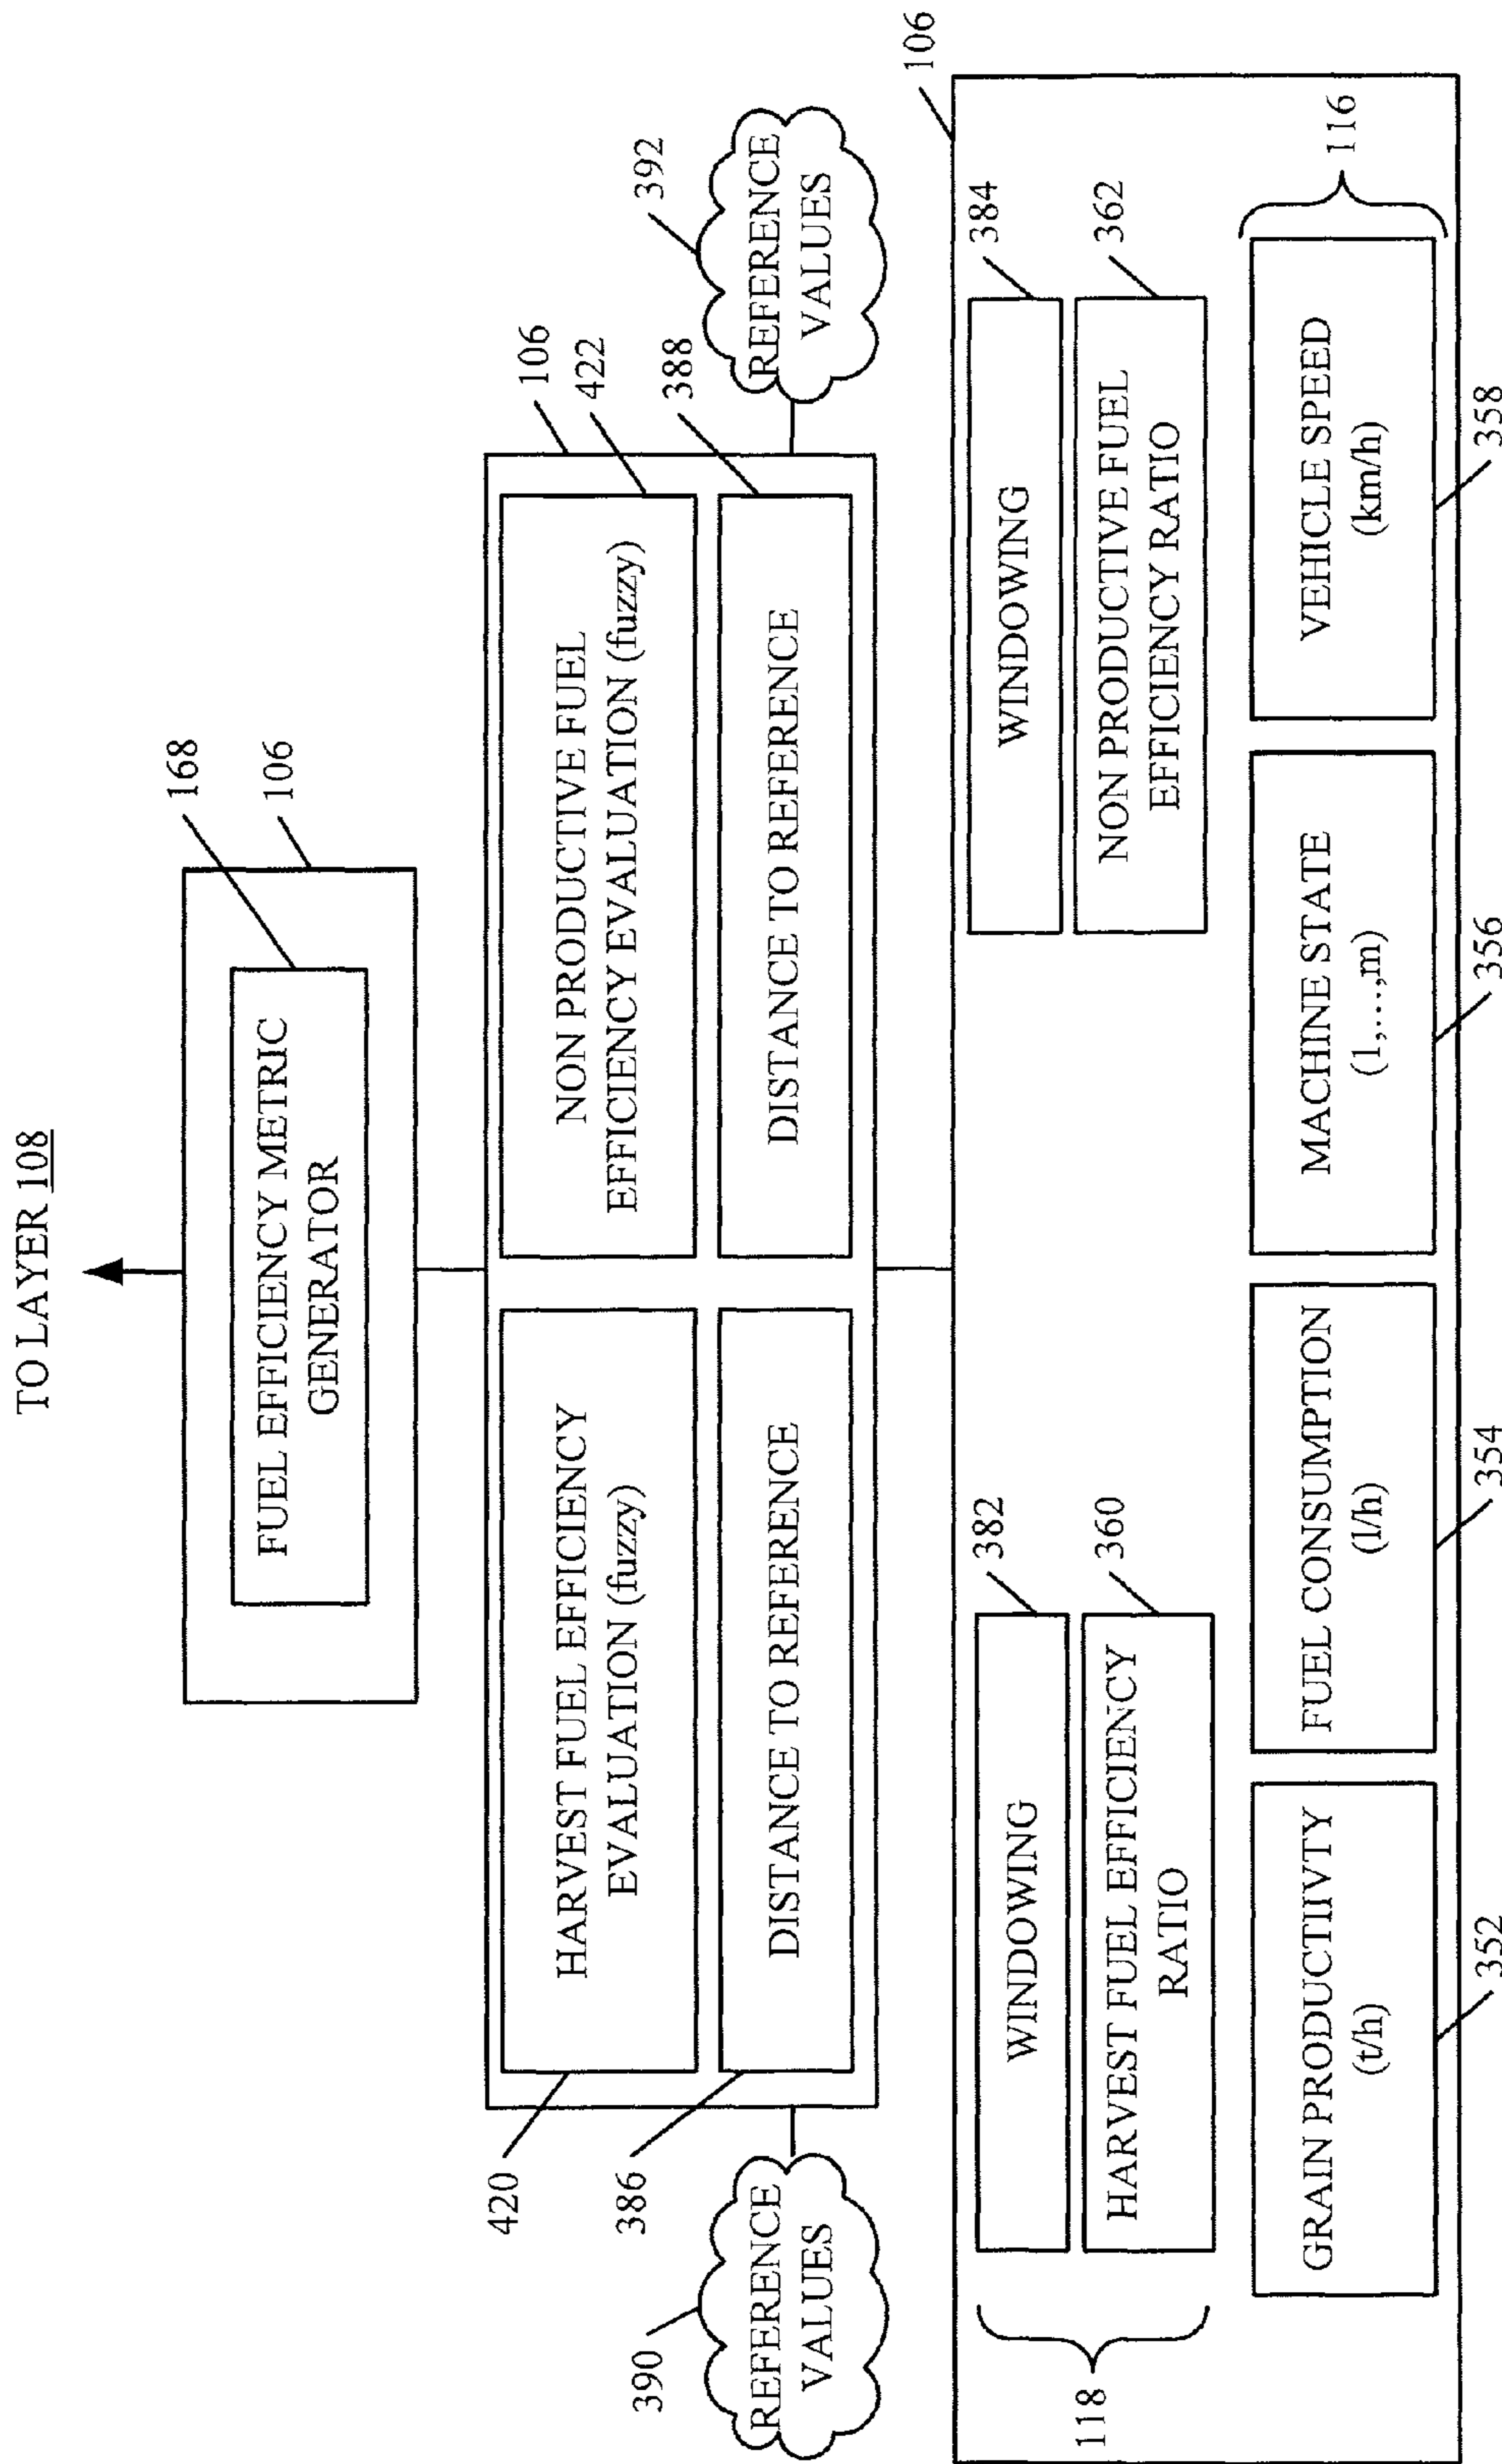 TO LAYER 108
168
106
FUEL EFFICIENCY METRIC
GENERATOR
106
422
388
392
420
386
390
HARVEST FUEL EFFICIENCY
EVALUATION (fuzzy)
NON PRODUCTIVE FUEL
EFFICIENCY EVALUATION (fuzzy)
DISTANCE TO REFERENCE
DISTANCE TO REFERENCE
REFERENCE
VALUES
REFERENCE
VALUES
106
118
382
WINDOWING
384
WINDOWING
360
HARVEST FUEL EFFICIENCY
RATIO
362
NON PRODUCTIVE FUEL
EFFICIENCY RATIO
116
GRAIN PRODUCTIIVTY
(t/h)
FUEL CONSUMPTION
(l/h)
MACHINE STATE
(1,...,m)
VEHICLE SPEED
(km/h)
352
354
356
358